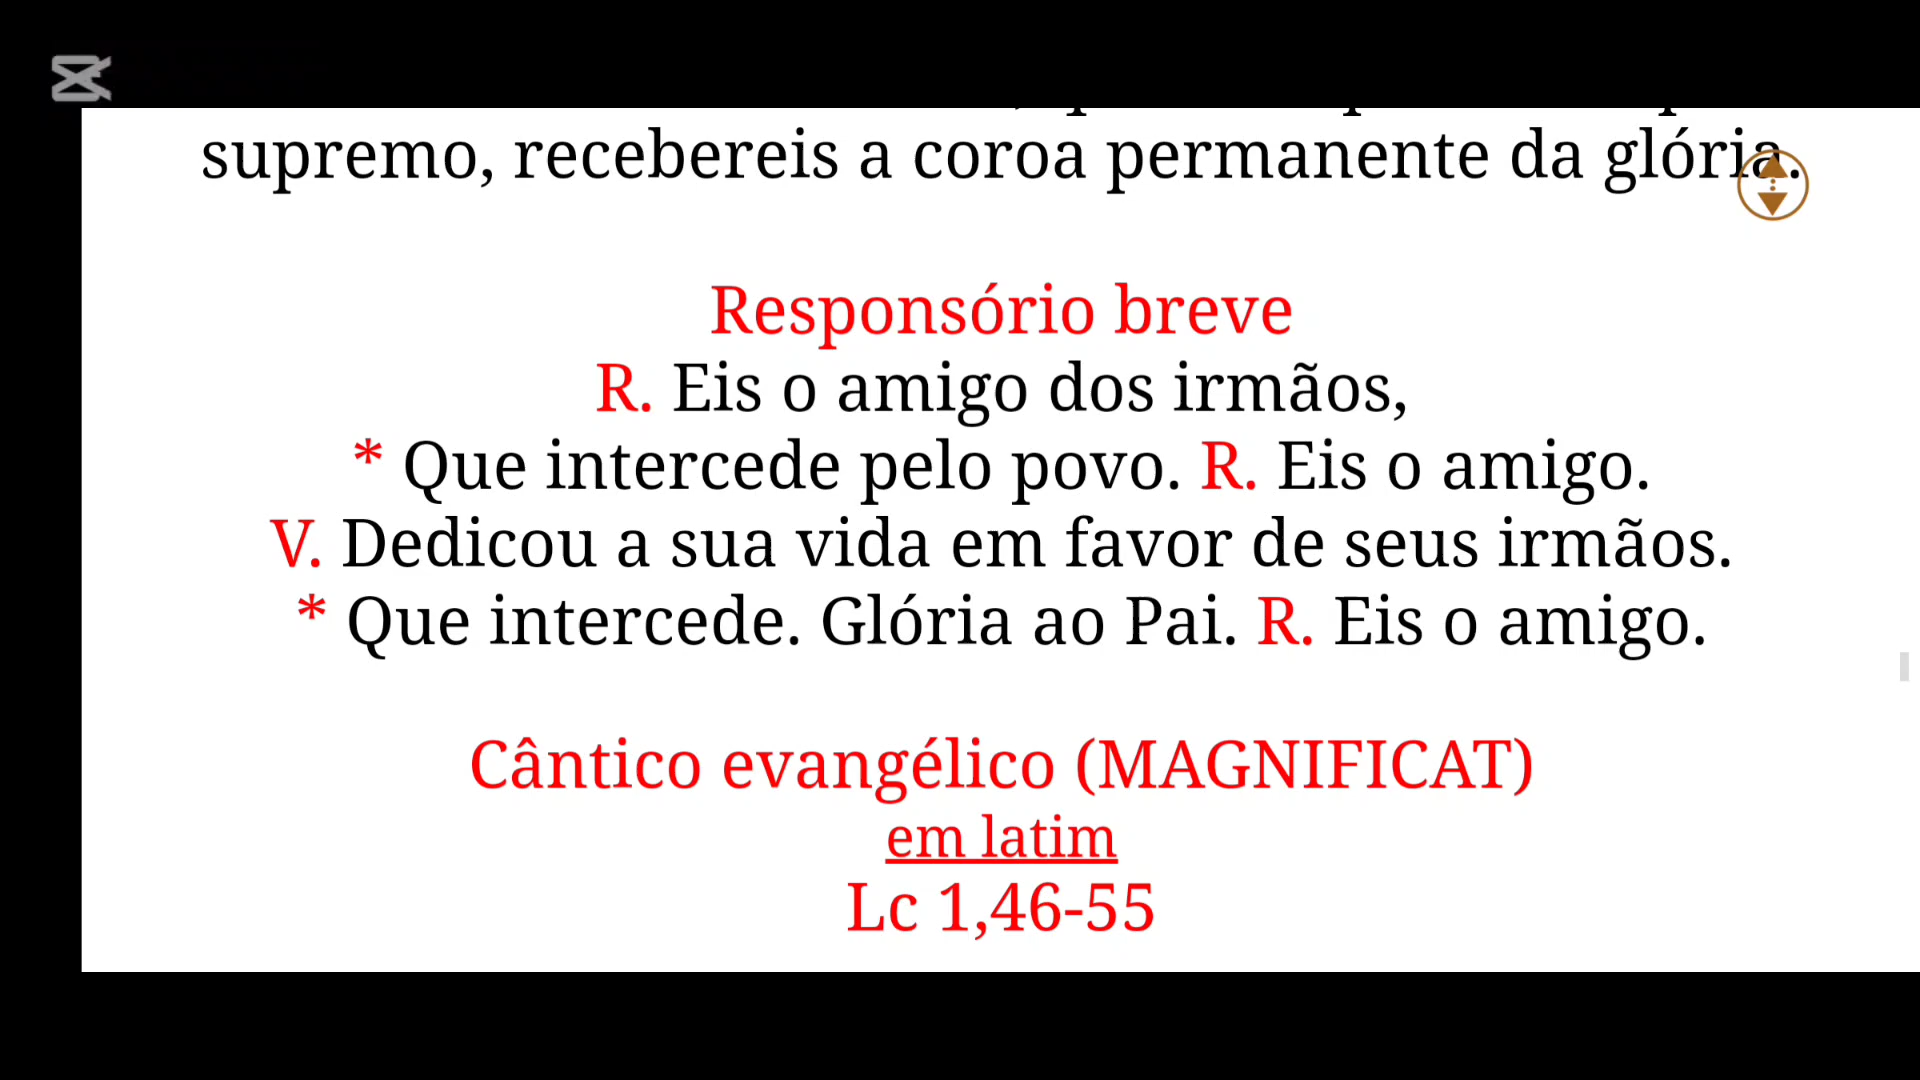 supremo, recebereis a coroa permanente da glória.
Responsório breve
R. Eis o amigo dos irmãos,
* Que intercede pelo povo. R. Eis o amigo.
V. Dedicou a sua vida em favor de seus irmãos.
* Que intercede. Glória ao Pai. R. Eis o amigo.
Cântico evangélico (MAGNIFICAT)
em latim
Lc 1,46-55